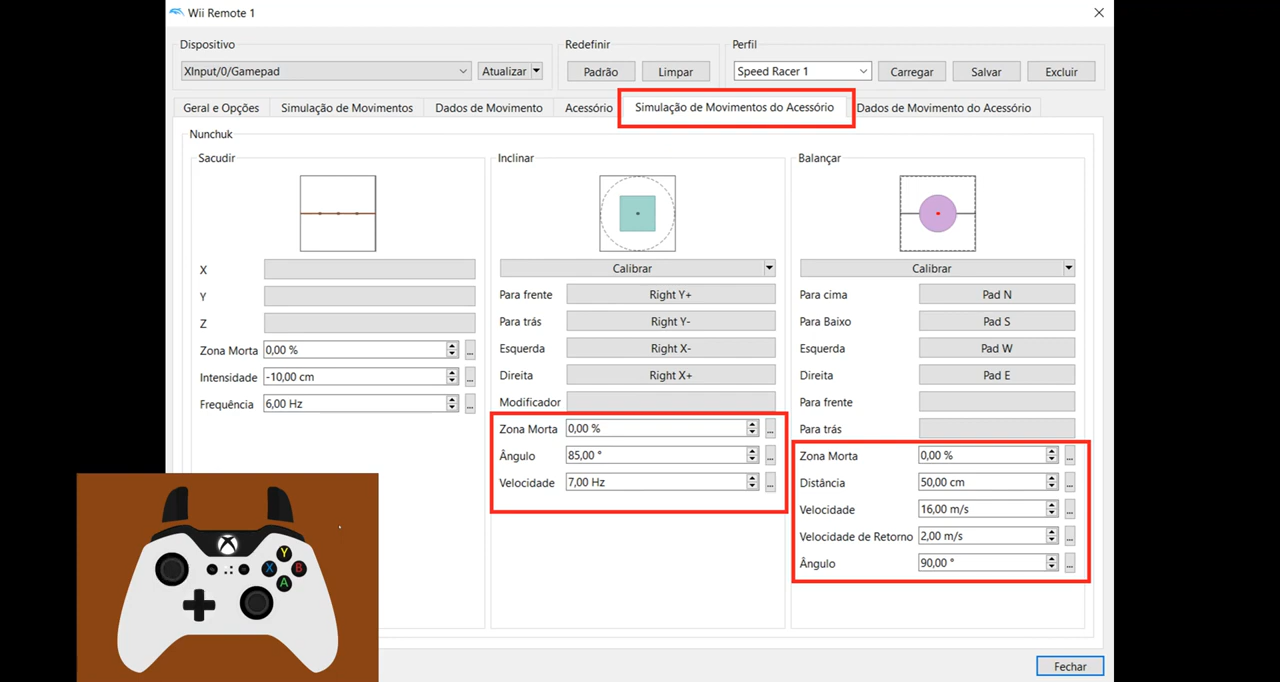 Wii Remote 1
Dispositivo
Redefinir
Perfil
XInput/0/Gamepad
Atualizar
Padrão
Limpar
Speed Racer 1
Carregar
Salvar
Excluir
Geral e Opções
Simulação de Movimentos
Dados de Movimento
Acessório
Simulação de Movimentos do Acessório
Dados de Movimento do Acessório
Nunchuk
Sacudir
X
Y
Z
Zona Morta 0,00 % ...
Intensidade -10,00 cm ...
Frequência 6,00 Hz ...
Inclinar
Calibrar
Para frente Right Y+
Para trás Right Y-
Esquerda Right X-
Direita Right X+
Modificador
Zona Morta 0,00 % ...
Ângulo 85,00 ° ...
Velocidade 7,00 Hz ...
Balançar
Calibrar
Para cima Pad N
Para Baixo Pad S
Esquerda Pad W
Direita Pad E
Para frente
Para trás
Zona Morta 0,00 % ...
Distância 50,00 cm ...
Velocidade 16,00 m/s ...
Velocidade de Retorno 2,00 m/s ...
Ângulo 90,00 ° ...
Y
X
B
A
Fechar